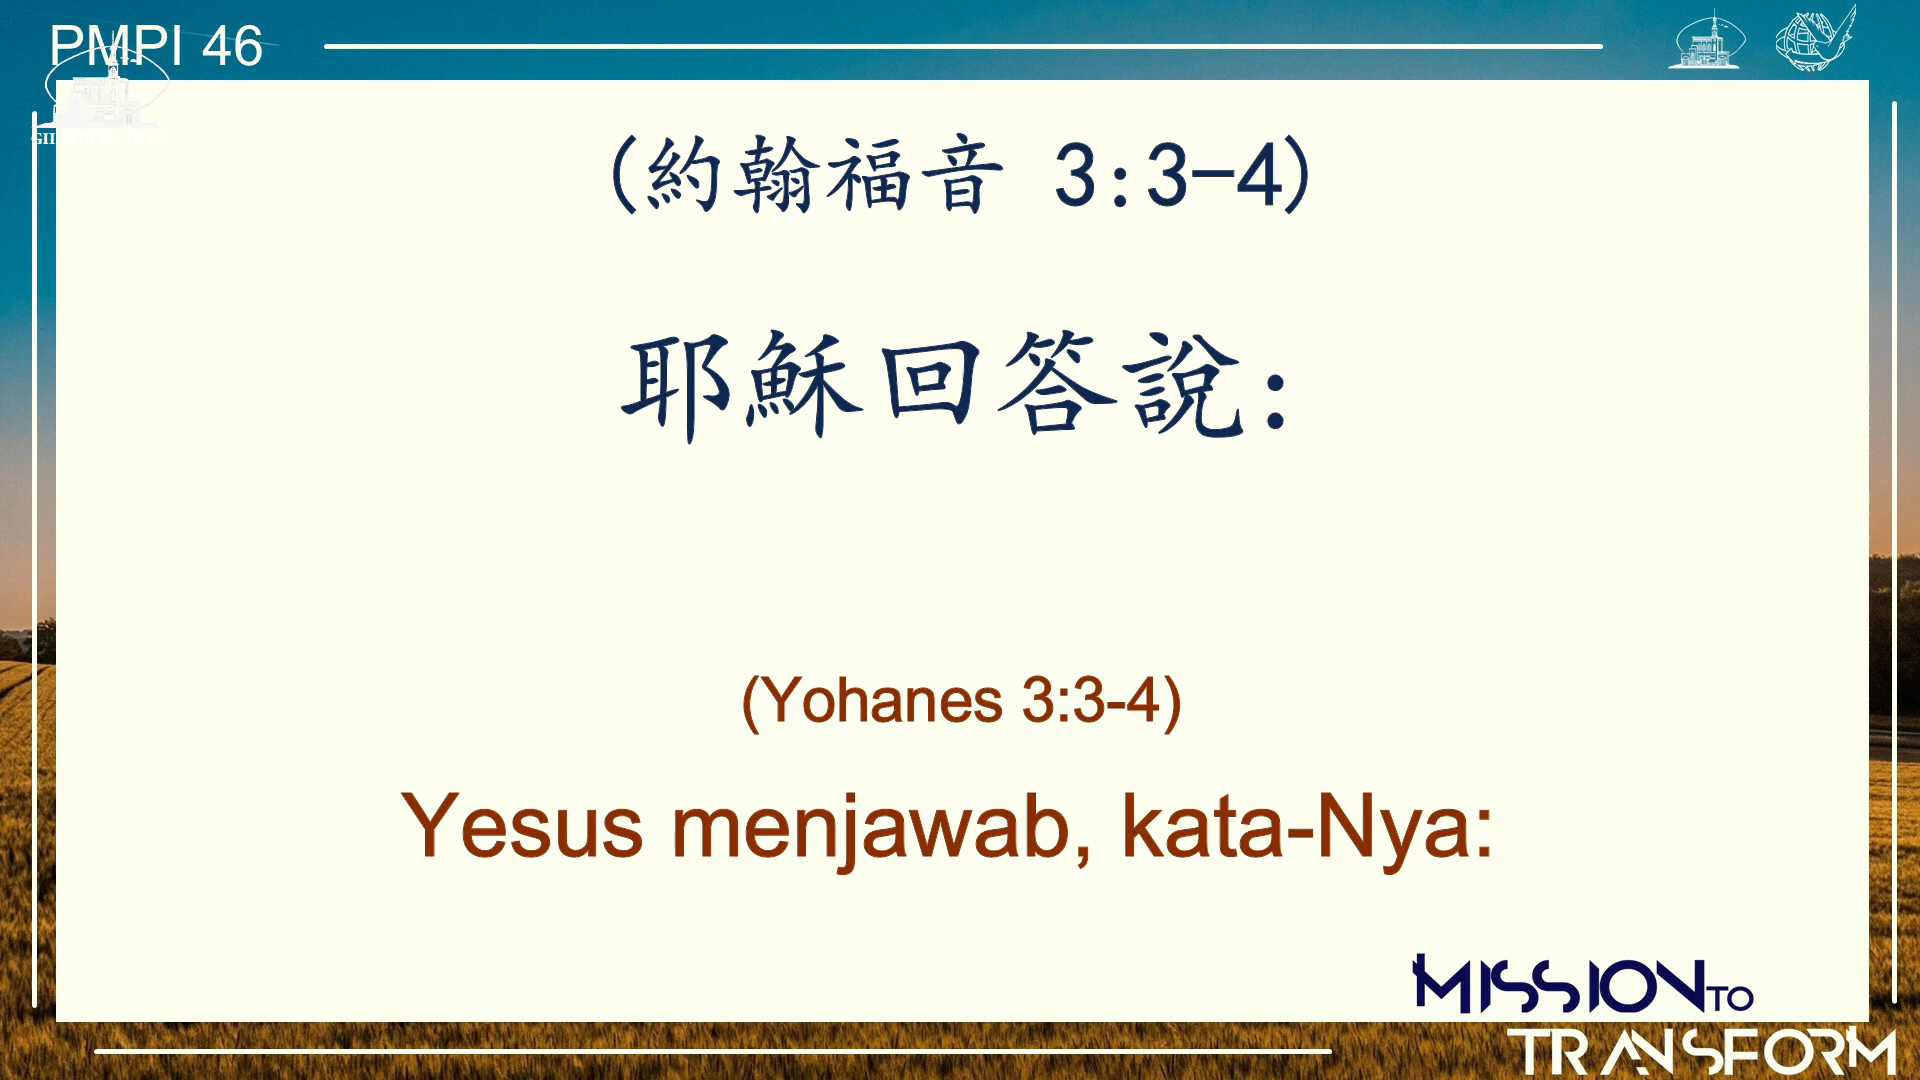 PMPI 46
(約翰福音 3:3-4)
耶穌回答說:
(Yohanes 3:3-4)
Yesus menjawab, kata-Nya:
MISSION TO
TRANSFORM